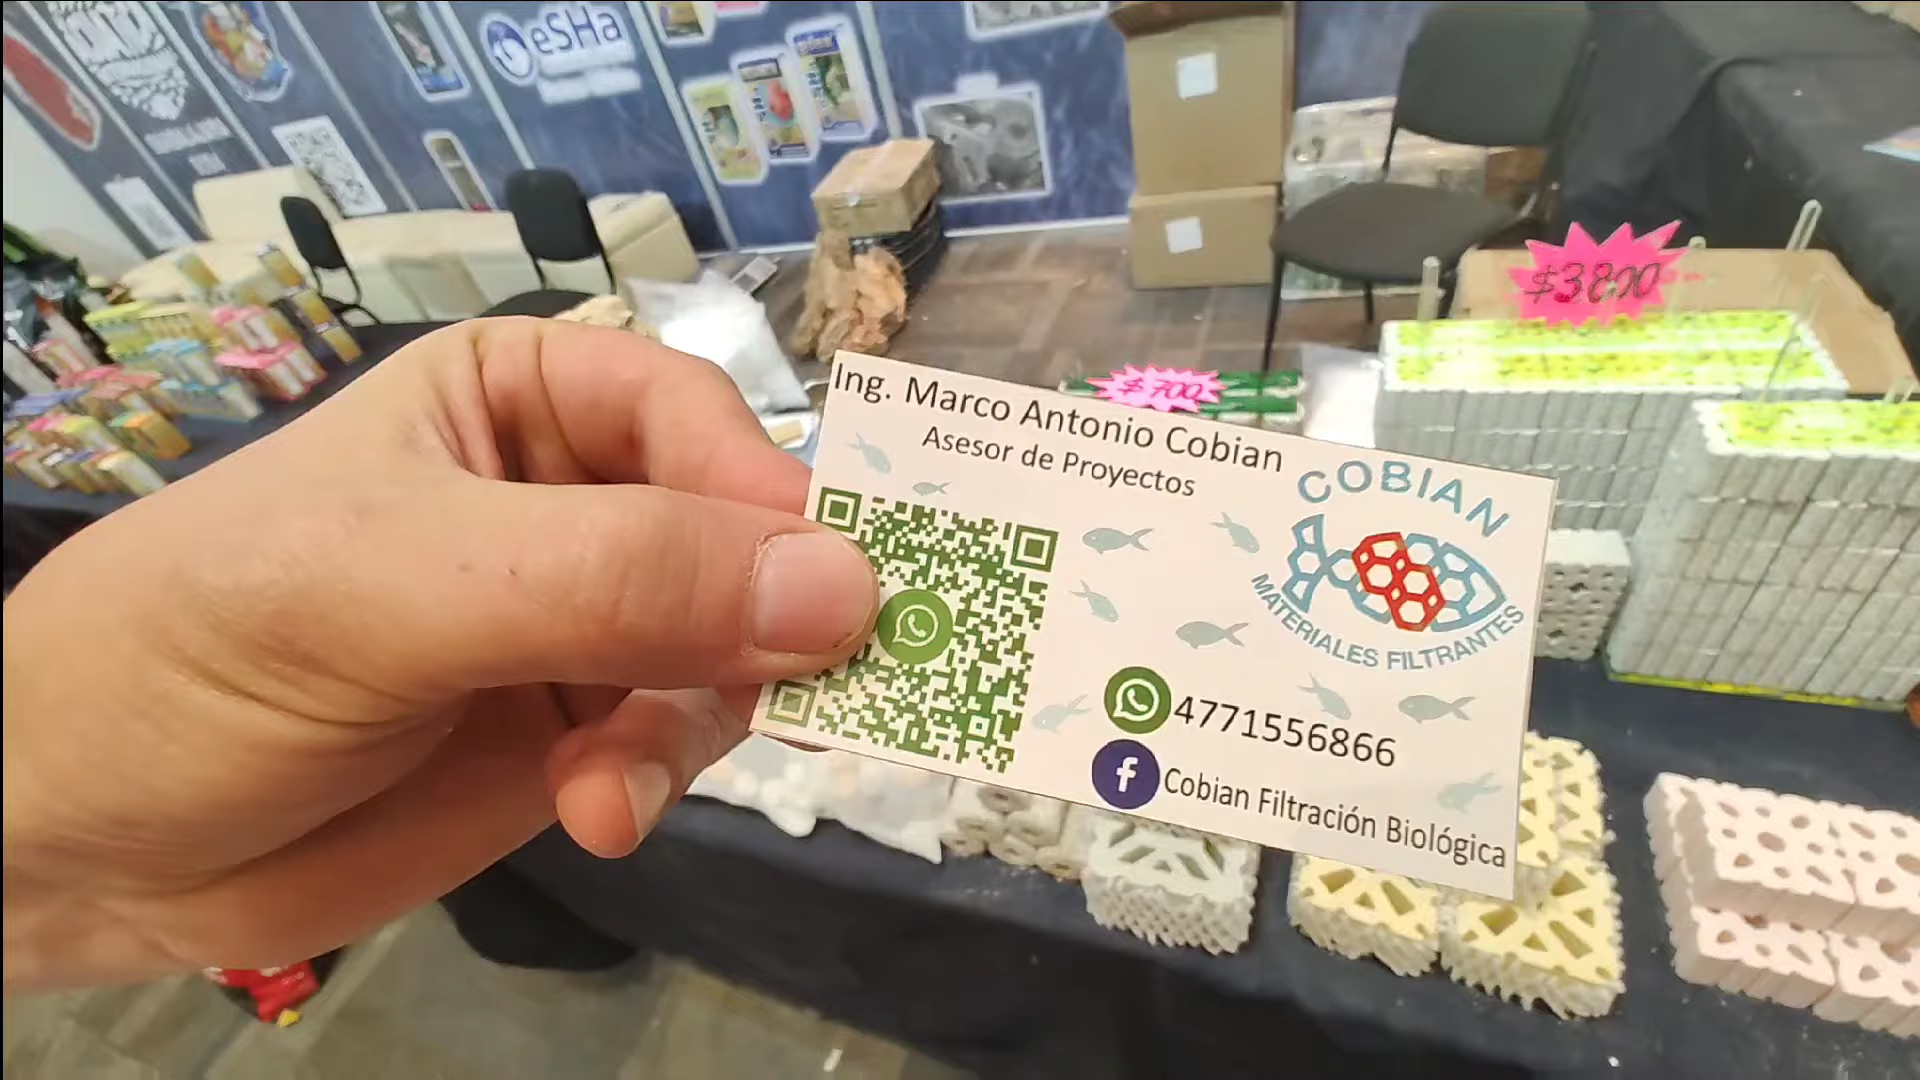 eSHa
$3800
$700
Ing. Marco Antonio Cobian
Asesor de Proyectos
COBIAN
MATERIALES FILTRANTES
4771556866
Cobian Filtración Biológica